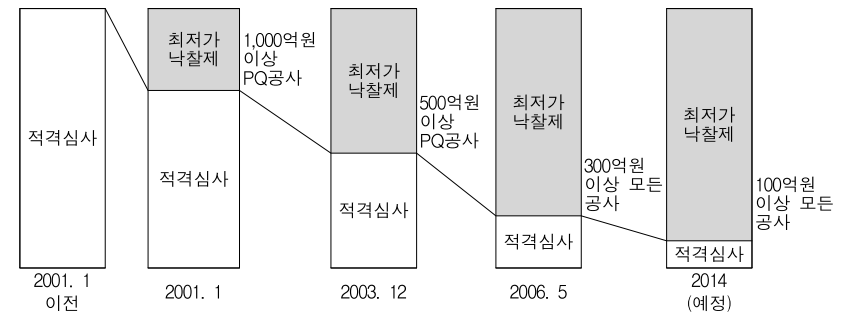 적격심사
2001. 1
이전
최저가
낙찰제
1,000억원
이상
PQ공사
적격심사
2001. 1
최저가
낙찰제
500억원
이상
PQ공사
적격심사
2003. 12
최저가
낙찰제
300억원
이상 모든
공사
적격심사
2006. 5
최저가
낙찰제
100억원
이상 모든
공사
적격심사
2014
(예정)